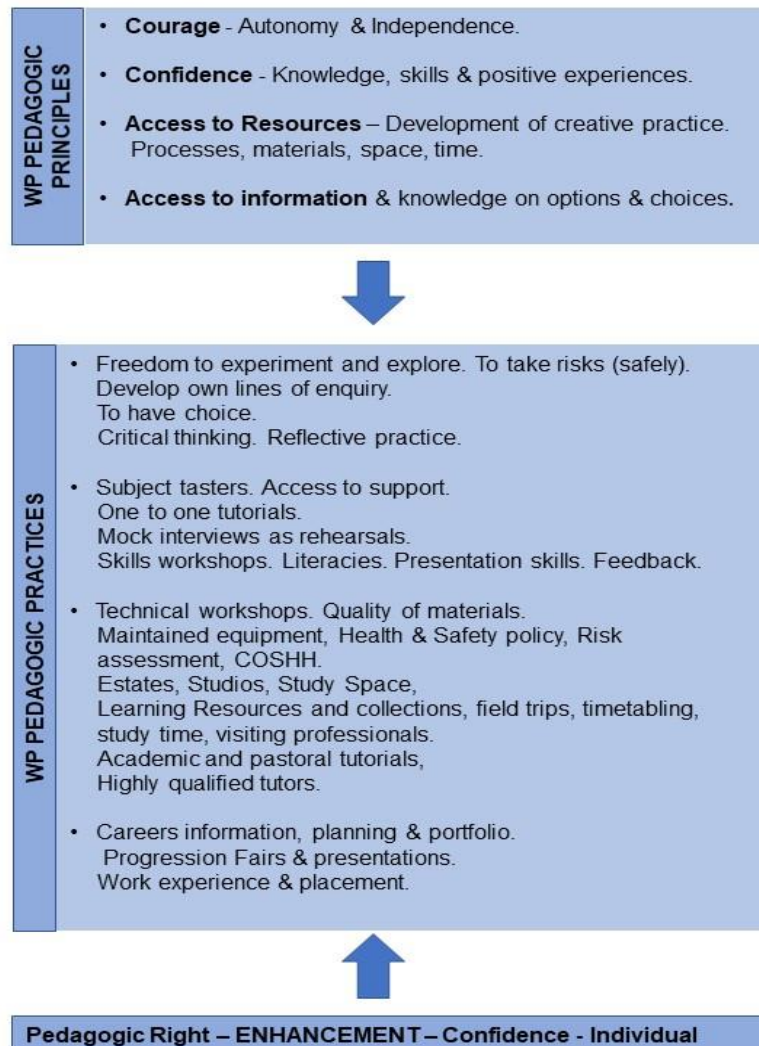 WP PEDAGOGIC
PRINCIPLES
• Courage - Autonomy & Independence.
• Confidence - Knowledge, skills & positive experiences.
• Access to Resources – Development of creative practice.
Processes, materials, space, time.
• Access to information & knowledge on options & choices.
WP PEDAGOGIC PRACTICES
• Freedom to experiment and explore. To take risks (safely).
Develop own lines of enquiry.
To have choice.
Critical thinking. Reflective practice.
• Subject tasters. Access to support.
One to one tutorials.
Mock interviews as rehearsals.
Skills workshops. Literacies. Presentation skills. Feedback.
• Technical workshops. Quality of materials.
Maintained equipment, Health & Safety policy, Risk
assessment, COSHH.
Estates, Studios, Study Space,
Learning Resources and collections, field trips, timetabling,
study time, visiting professionals.
Academic and pastoral tutorials,
Highly qualified tutors.
• Careers information, planning & portfolio.
Progression Fairs & presentations.
Work experience & placement.
Pedagogic Right – ENHANCEMENT – Confidence - Individual